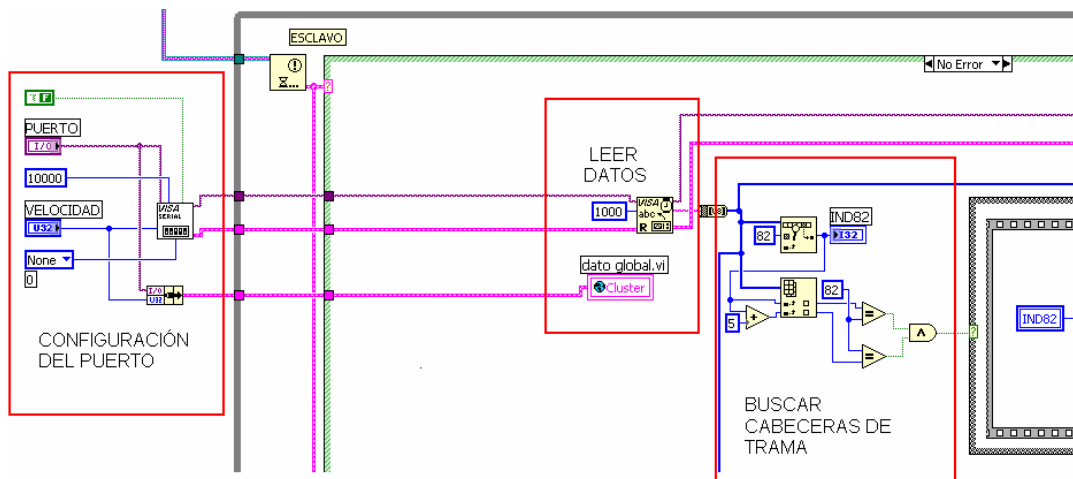 ESCLAVO
No Error
F
PUERTO
I/O
10000
VISA
SERIAL
VELOCIDAD
U32
None
0
I/O
U32
CONFIGURACIÓN
DEL PUERTO
?
LEER
DATOS
1000
VISA
abc
R
dato global.vi
Cluster
IND82
82
I32
82
5
+
=
=
∧
?
IND82
BUSCAR
CABECERAS DE
TRAMA